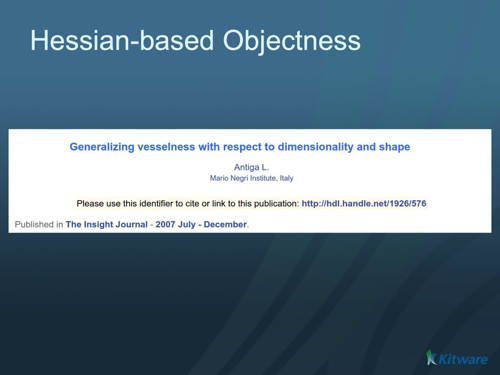 Hessian-based Objectness
Generalizing vesselness with respect to dimensionality and shape
Antiga L.
Mario Negri Institute, Italy
Please use this identifier to cite or link to this publication: http://hdl.handle.net/1926/576
Published in The Insight Journal - 2007 July - December.
Kitware